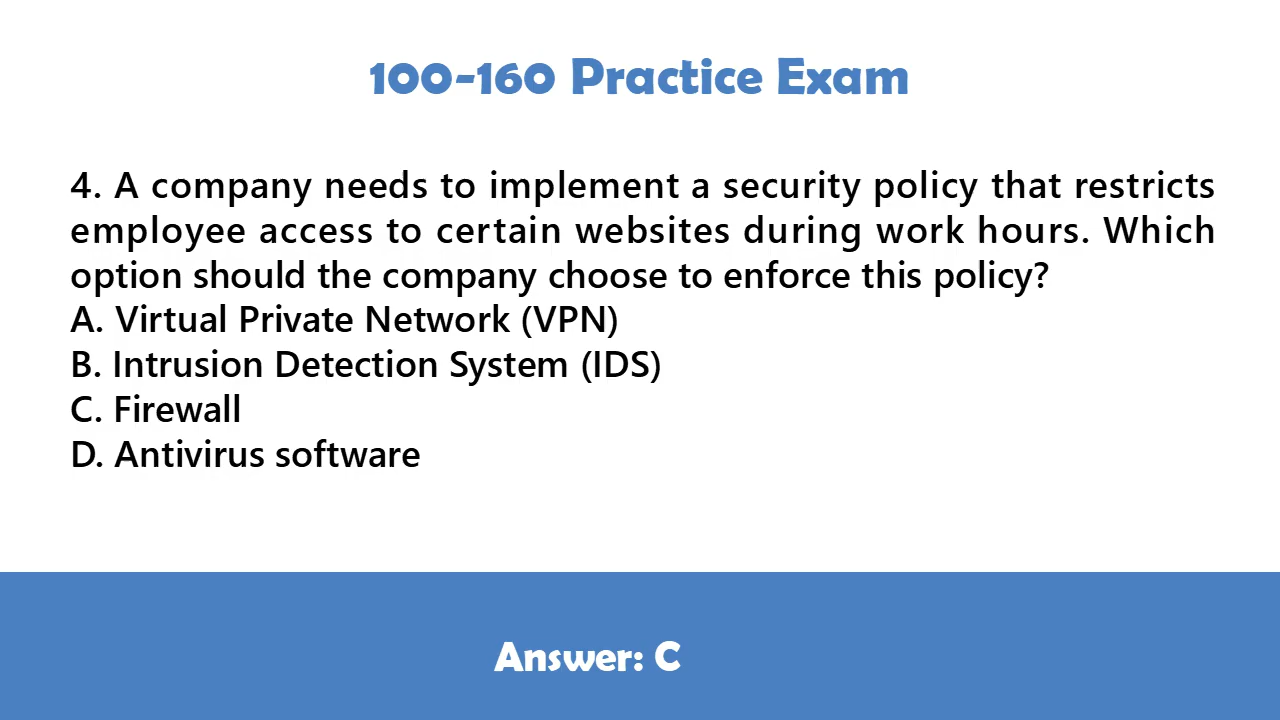 100-160 Practice Exam
4. A company needs to implement a security policy that restricts
employee access to certain websites during work hours. Which
option should the company choose to enforce this policy?
A. Virtual Private Network (VPN)
B. Intrusion Detection System (IDS)
C. Firewall
D. Antivirus software
Answer: C